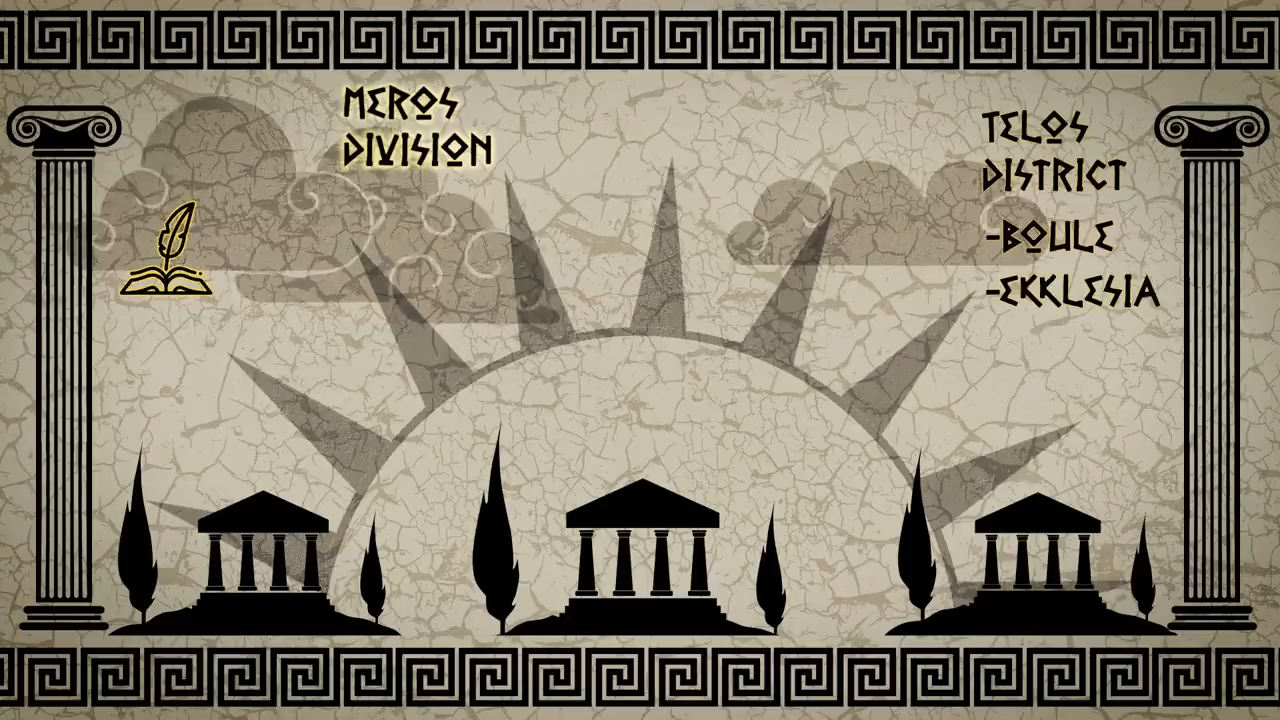 MEROS
DIVISION
TELOS
DISTRICT
-BOULE
-EKKLESIA